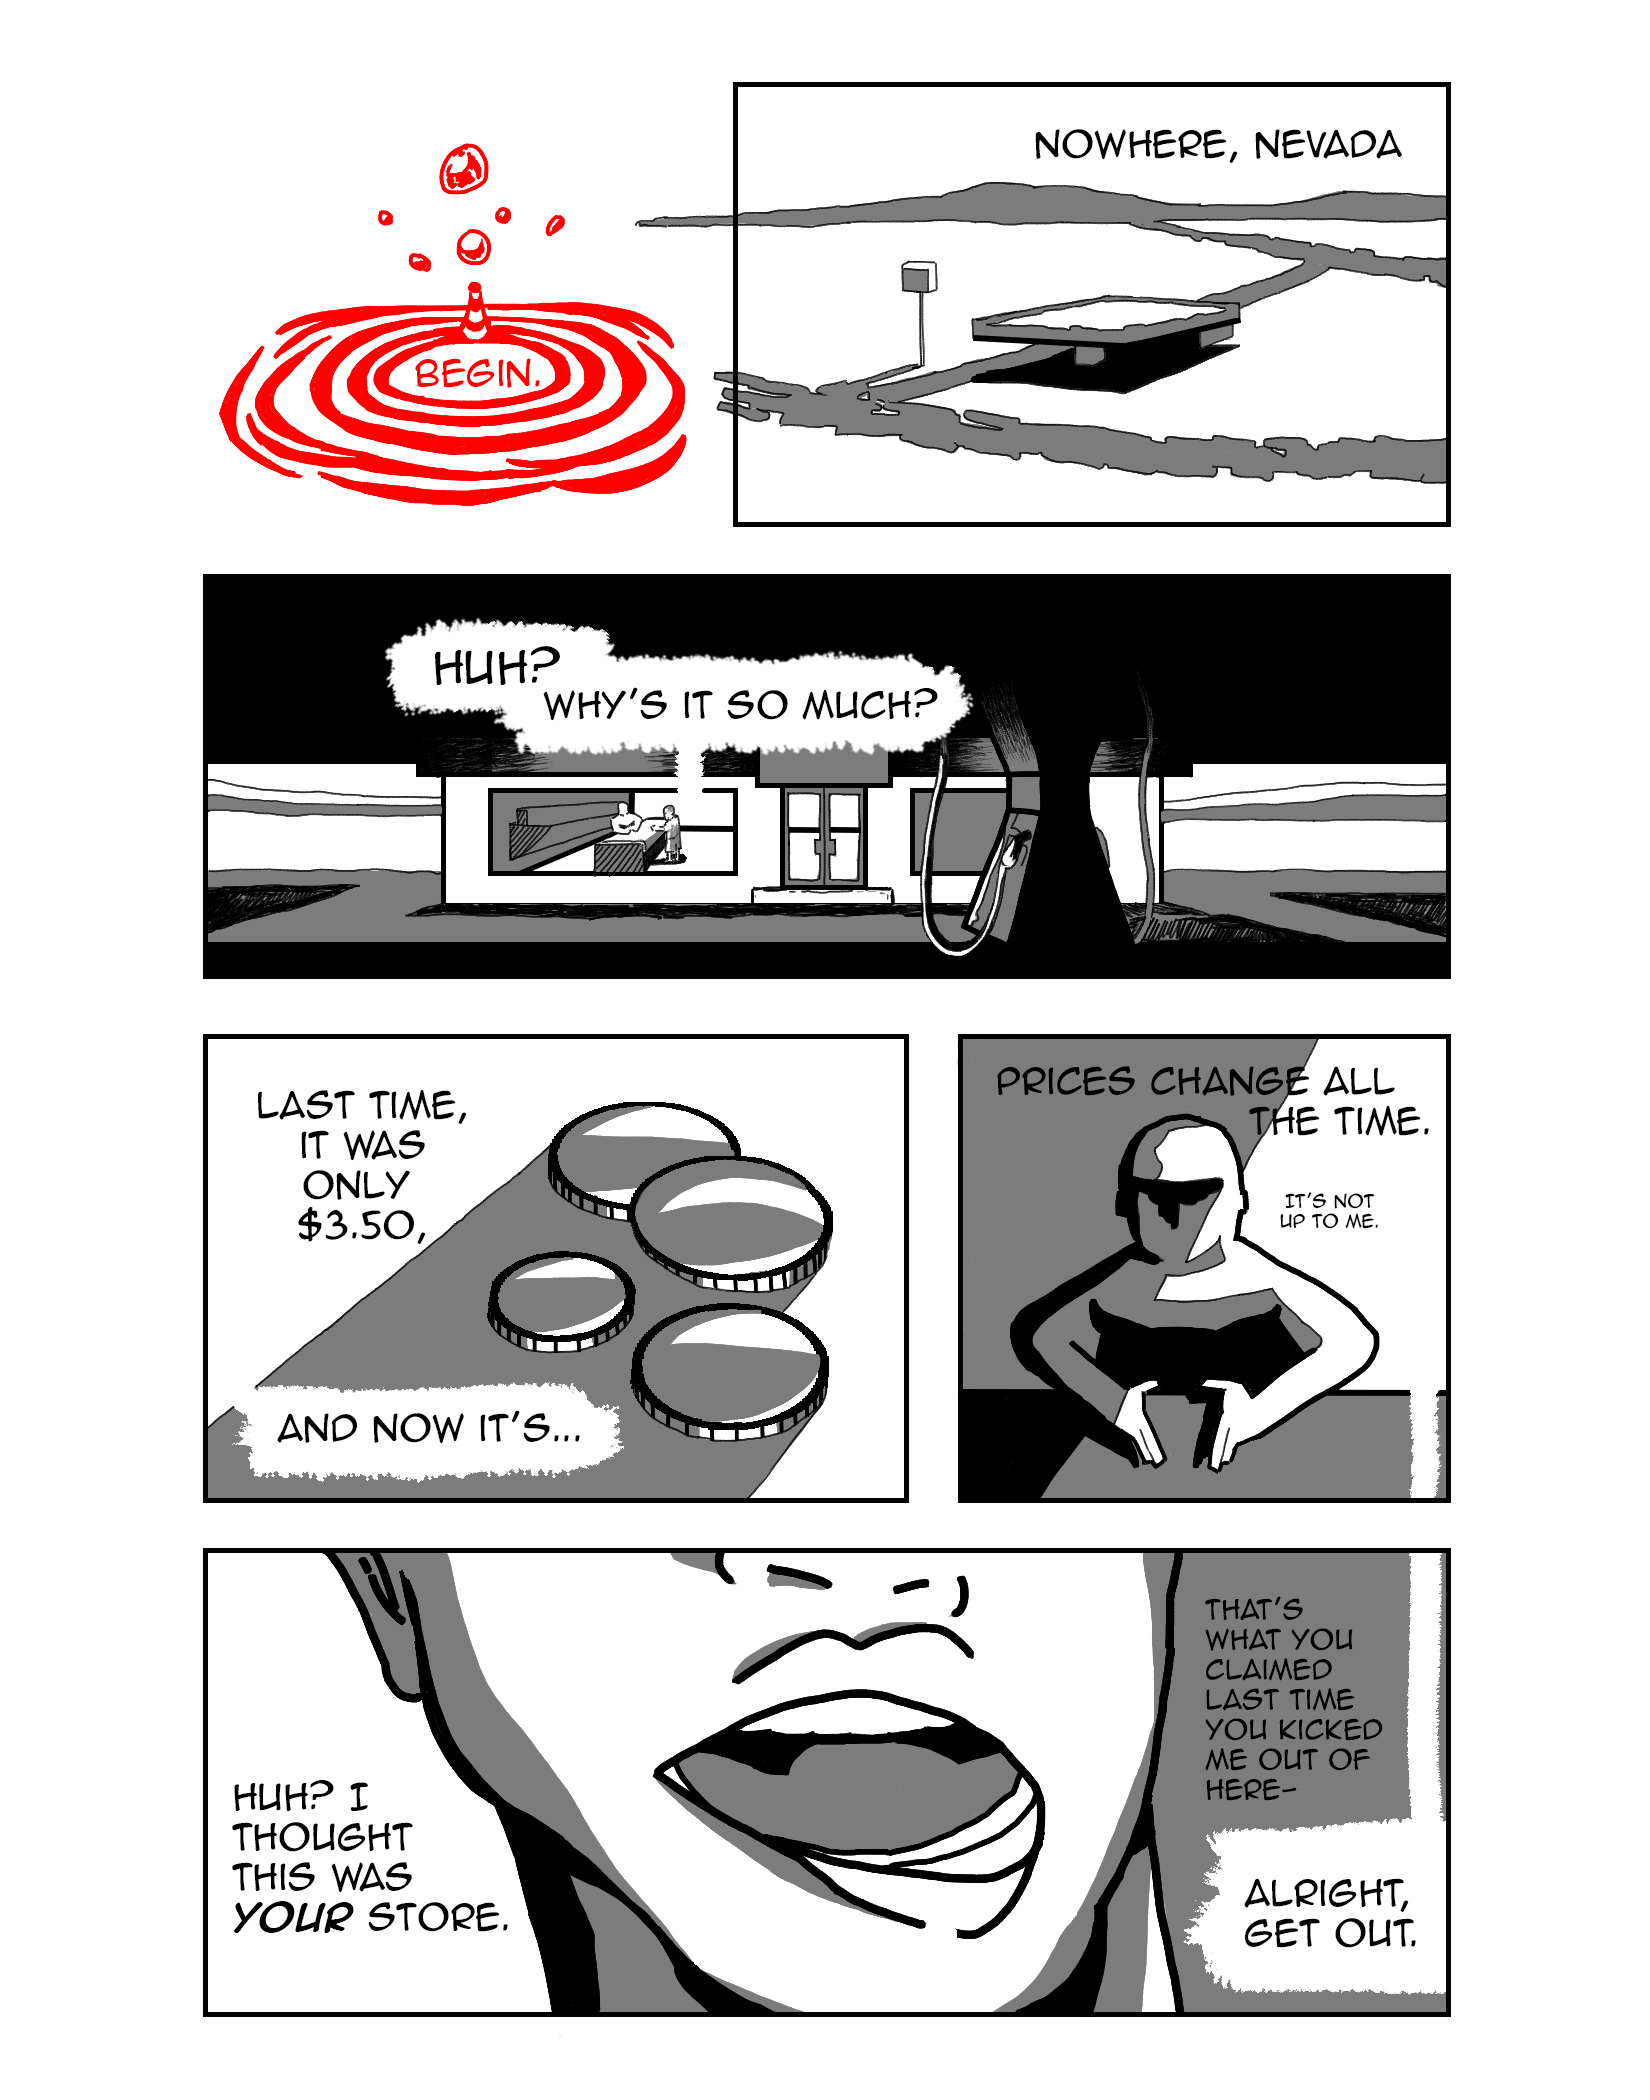 BEGIN.
NOWHERE, NEVADA
HUH?
WHY'S IT SO MUCH?
LAST TIME,
IT WAS
ONLY
$3.50,
AND NOW IT'S...
PRICES CHANGE ALL
THE TIME.
IT'S NOT
UP TO ME.
HUH? I
THOUGHT
THIS WAS
YOUR STORE.
THAT'S
WHAT YOU
CLAIMED
LAST TIME
YOU KICKED
ME OUT OF
HERE-
ALRIGHT,
GET OUT.